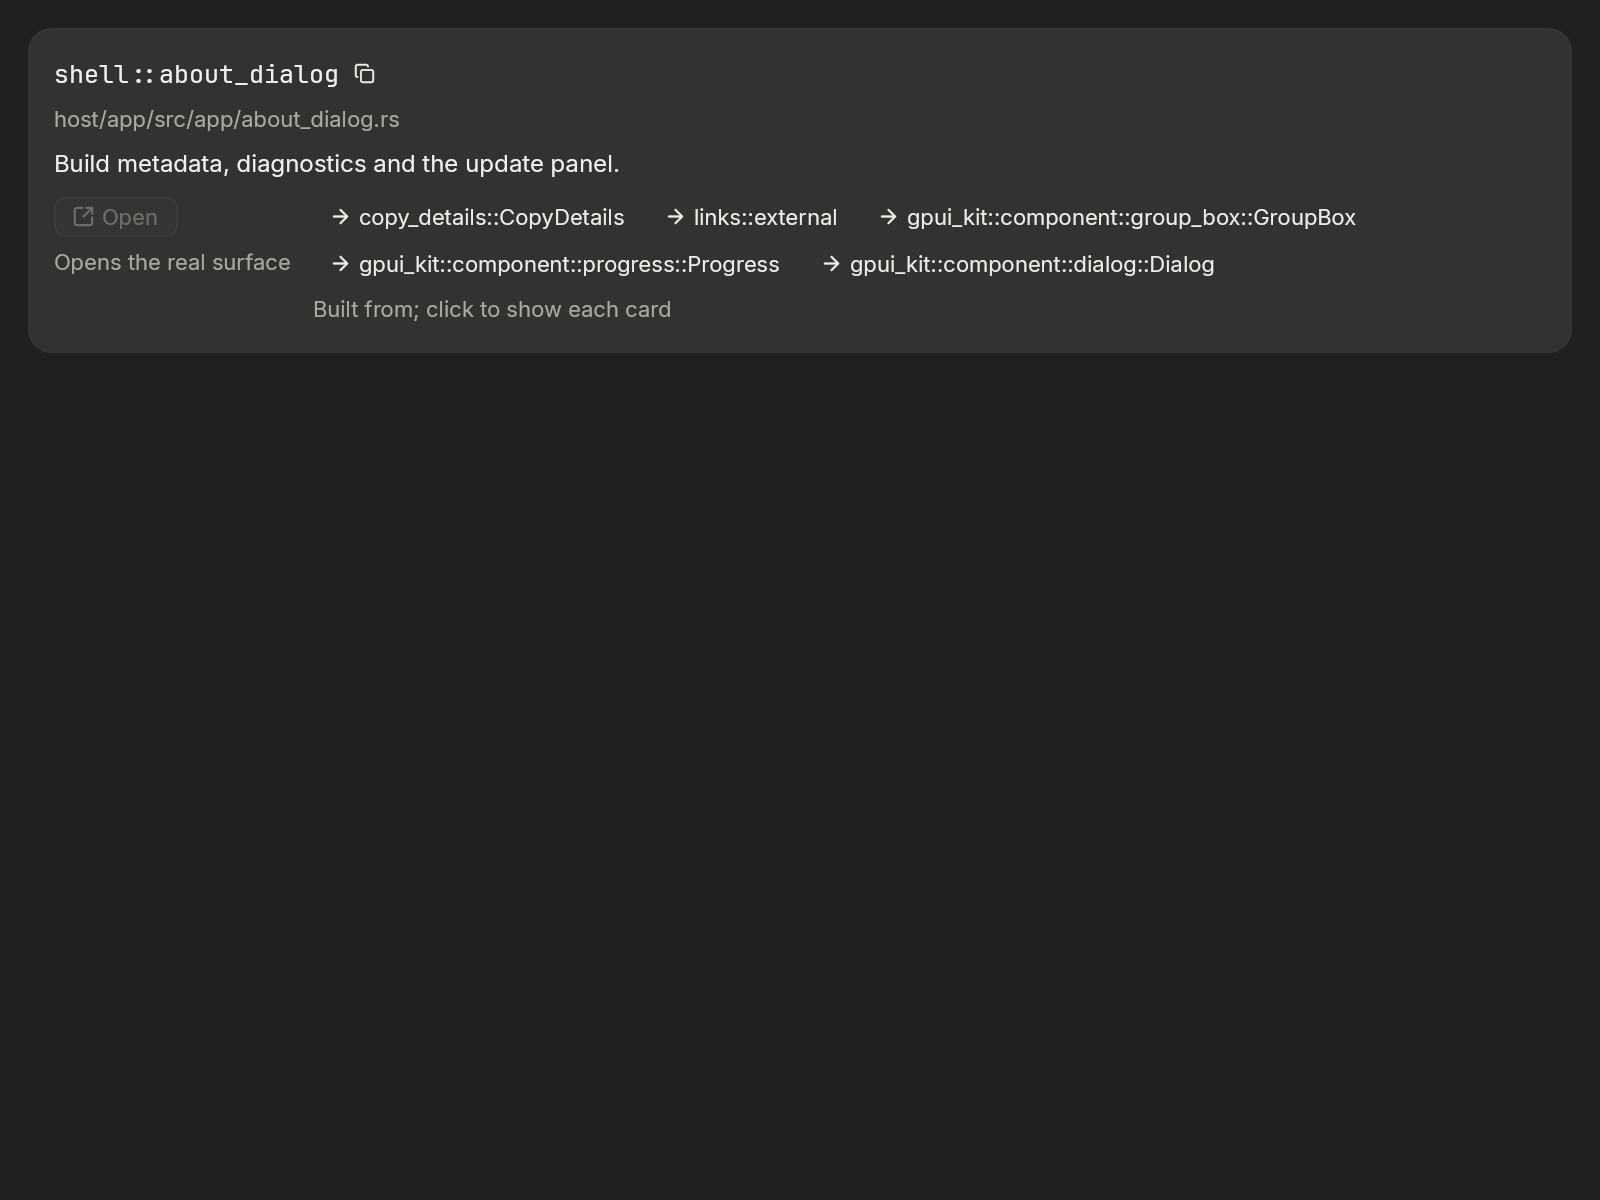 shell::about_dialog
host/app/src/app/about_dialog.rs
Build metadata, diagnostics and the update panel.
Open
Opens the real surface
copy_details::CopyDetails links::external gpui_kit::component::group_box::GroupBox
gpui_kit::component::progress::Progress gpui_kit::component::dialog::Dialog
Built from; click to show each card